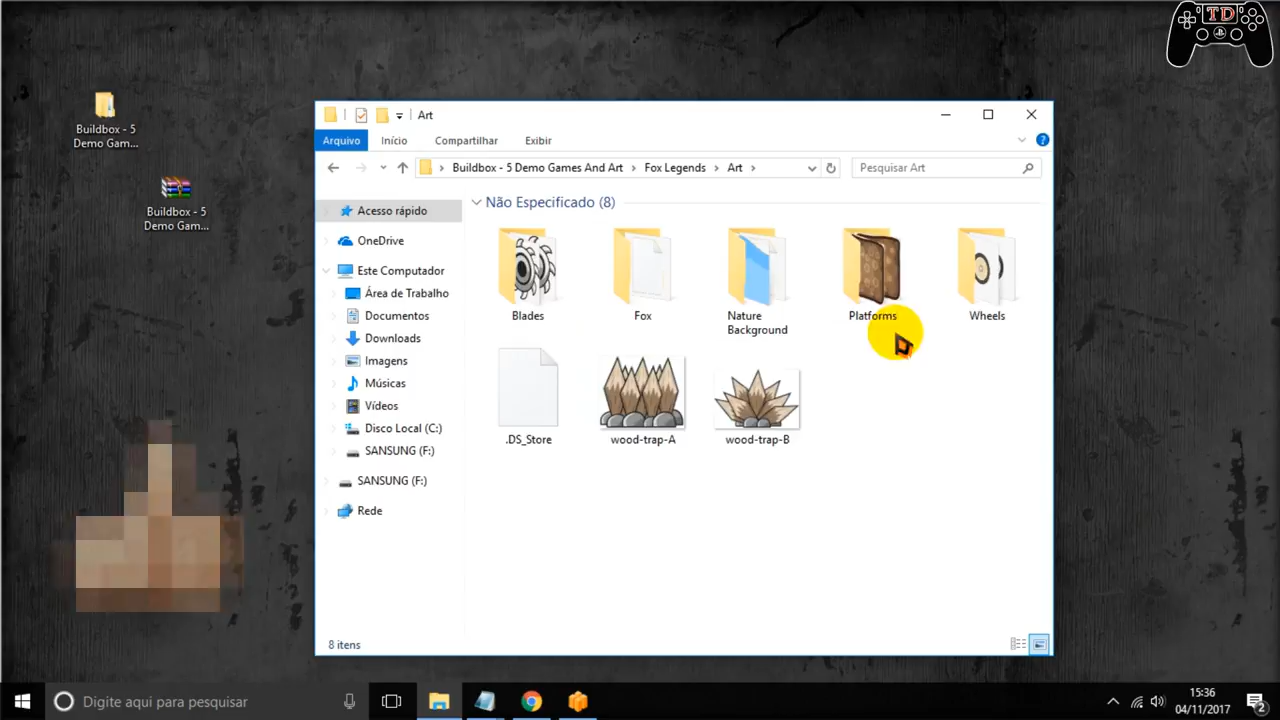 TD
Buildbox - 5
Demo Gam...
Buildbox - 5
Demo Gam...
Art
Arquivo Início Compartilhar Exibir
Buildbox - 5 Demo Games And Art Fox Legends Art
Pesquisar Art
Acesso rápido
OneDrive
Este Computador
Área de Trabalho
Documentos
Downloads
Imagens
Músicas
Vídeos
Disco Local (C:)
SANSUNG (F:)
SANSUNG (F:)
Rede
Não Especificado (8)
Blades
Fox
Nature
Background
Platforms
Wheels
.DS_Store
wood-trap-A
wood-trap-B
8 itens
Digite aqui para pesquisar
15:36
04/11/2017
2